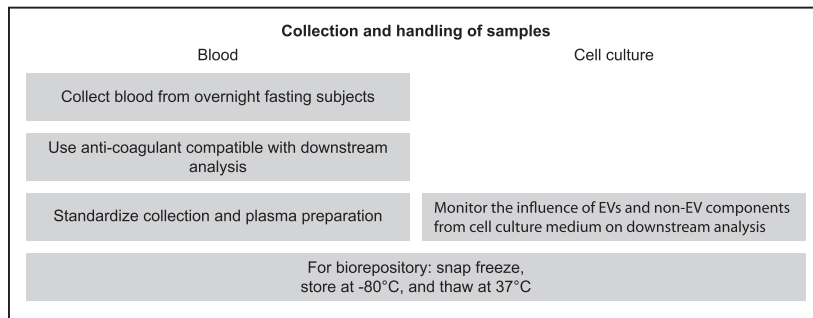 Collection and handling of samples
Blood
Cell culture
Collect blood from overnight fasting subjects
Use anti-coagulant compatible with downstream
analysis
Standardize collection and plasma preparation
Monitor the influence of EVs and non-EV components
from cell culture medium on downstream analysis
For biorepository: snap freeze,
store at -80°C, and thaw at 37°C